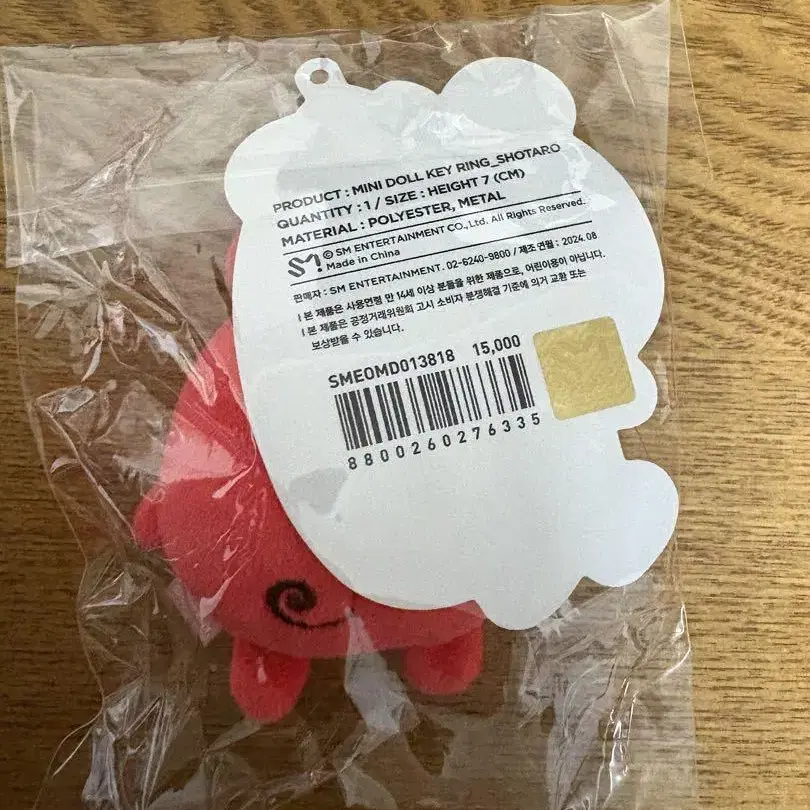 PRODUCT : MINI DOLL KEY RING_SHOTARO
QUANTITY : 1 / SIZE : HEIGHT 7 (CM)
MATERIAL : POLYESTER, METAL
SM! © SM ENTERTAINMENT CO., Ltd. All Rights Reserved.
Made in China
판매자 : SM ENTERTAINMENT. 02-6240-9800 / 제조 연월 : 2024.08
ㅣ본 제품은 사용연령 만 14세 이상 분들을 위한 제품으로, 어린이용이 아닙니다.
ㅣ본 제품은 공정거래위원회 고시 소비자 분쟁해결 기준에 의거 교환 또는
보상받을 수 있습니다.
SMEOMD013818 15,000
8800260276335